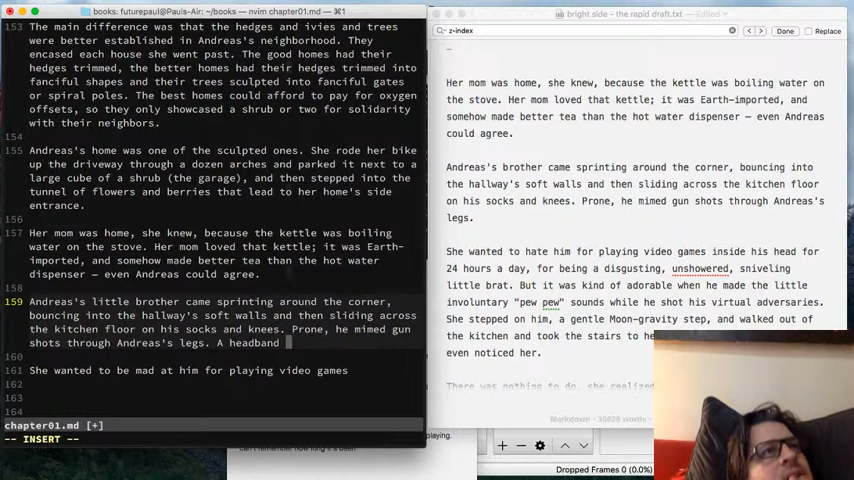 books: futurepaul@Pauls-Air: ~/books — nvim chapter01.md — ⌘1
153 The main difference was that the hedges and ivies and trees
were better established in Andreas's neighborhood. They
encased each house she went past. The good homes had their
hedges trimmed, the better homes had their hedges trimmed into
fanciful shapes and their trees sculpted into fanciful gates
or spiral poles. The best homes could afford to pay for oxygen
offsets, so they only showcased a shrub or two for solidarity
with their neighbors.
154
155 Andreas's home was one of the sculpted ones. She rode her bike
up the driveway through a dozen arches and parked it next to a
large cube of a shrub (the garage), and then stepped into the
tunnel of flowers and berries that lead to her home's side
entrance.
156
157 Her mom was home, she knew, because the kettle was boiling
water on the stove. Her mom loved that kettle; it was Earth-
imported, and somehow made better tea than the hot water
dispenser — even Andreas could agree.
158
159 Andreas's little brother came sprinting around the corner,
bouncing into the hallway's soft walls and then sliding across
the kitchen floor on his socks and knees. Prone, he mimed gun
shots through Andreas's legs. A headband
160
161 She wanted to be mad at him for playing video games
162
163
164
chapter01.md [+]
-- INSERT --
bright side - the rapid draft.txt — Edited
z-index
Done
Replace
Her mom was home, she knew, because the kettle was boiling water on
the stove. Her mom loved that kettle; it was Earth-imported, and
somehow made better tea than the hot water dispenser — even Andreas
could agree.
Andreas's brother came sprinting around the corner, bouncing into
the hallway's soft walls and then sliding across the kitchen floor
on his socks and knees. Prone, he mimed gun shots through Andreas's
legs.
She wanted to hate him for playing video games inside his head for
24 hours a day, for being a disgusting, unshowered, sniveling
little brat. But it was kind of adorable when he made the little
involuntary "pew pew" sounds while he shot his virtual adversaries.
She stepped on him, a gentle Moon-gravity step, and walked out of
the kitchen and took the stairs to he
even noticed her.
There was nothing to do, she realized
Markdown — 35828 words —
playing.
can't remember how long it's been
Dropped Frames 0 (0.0%)